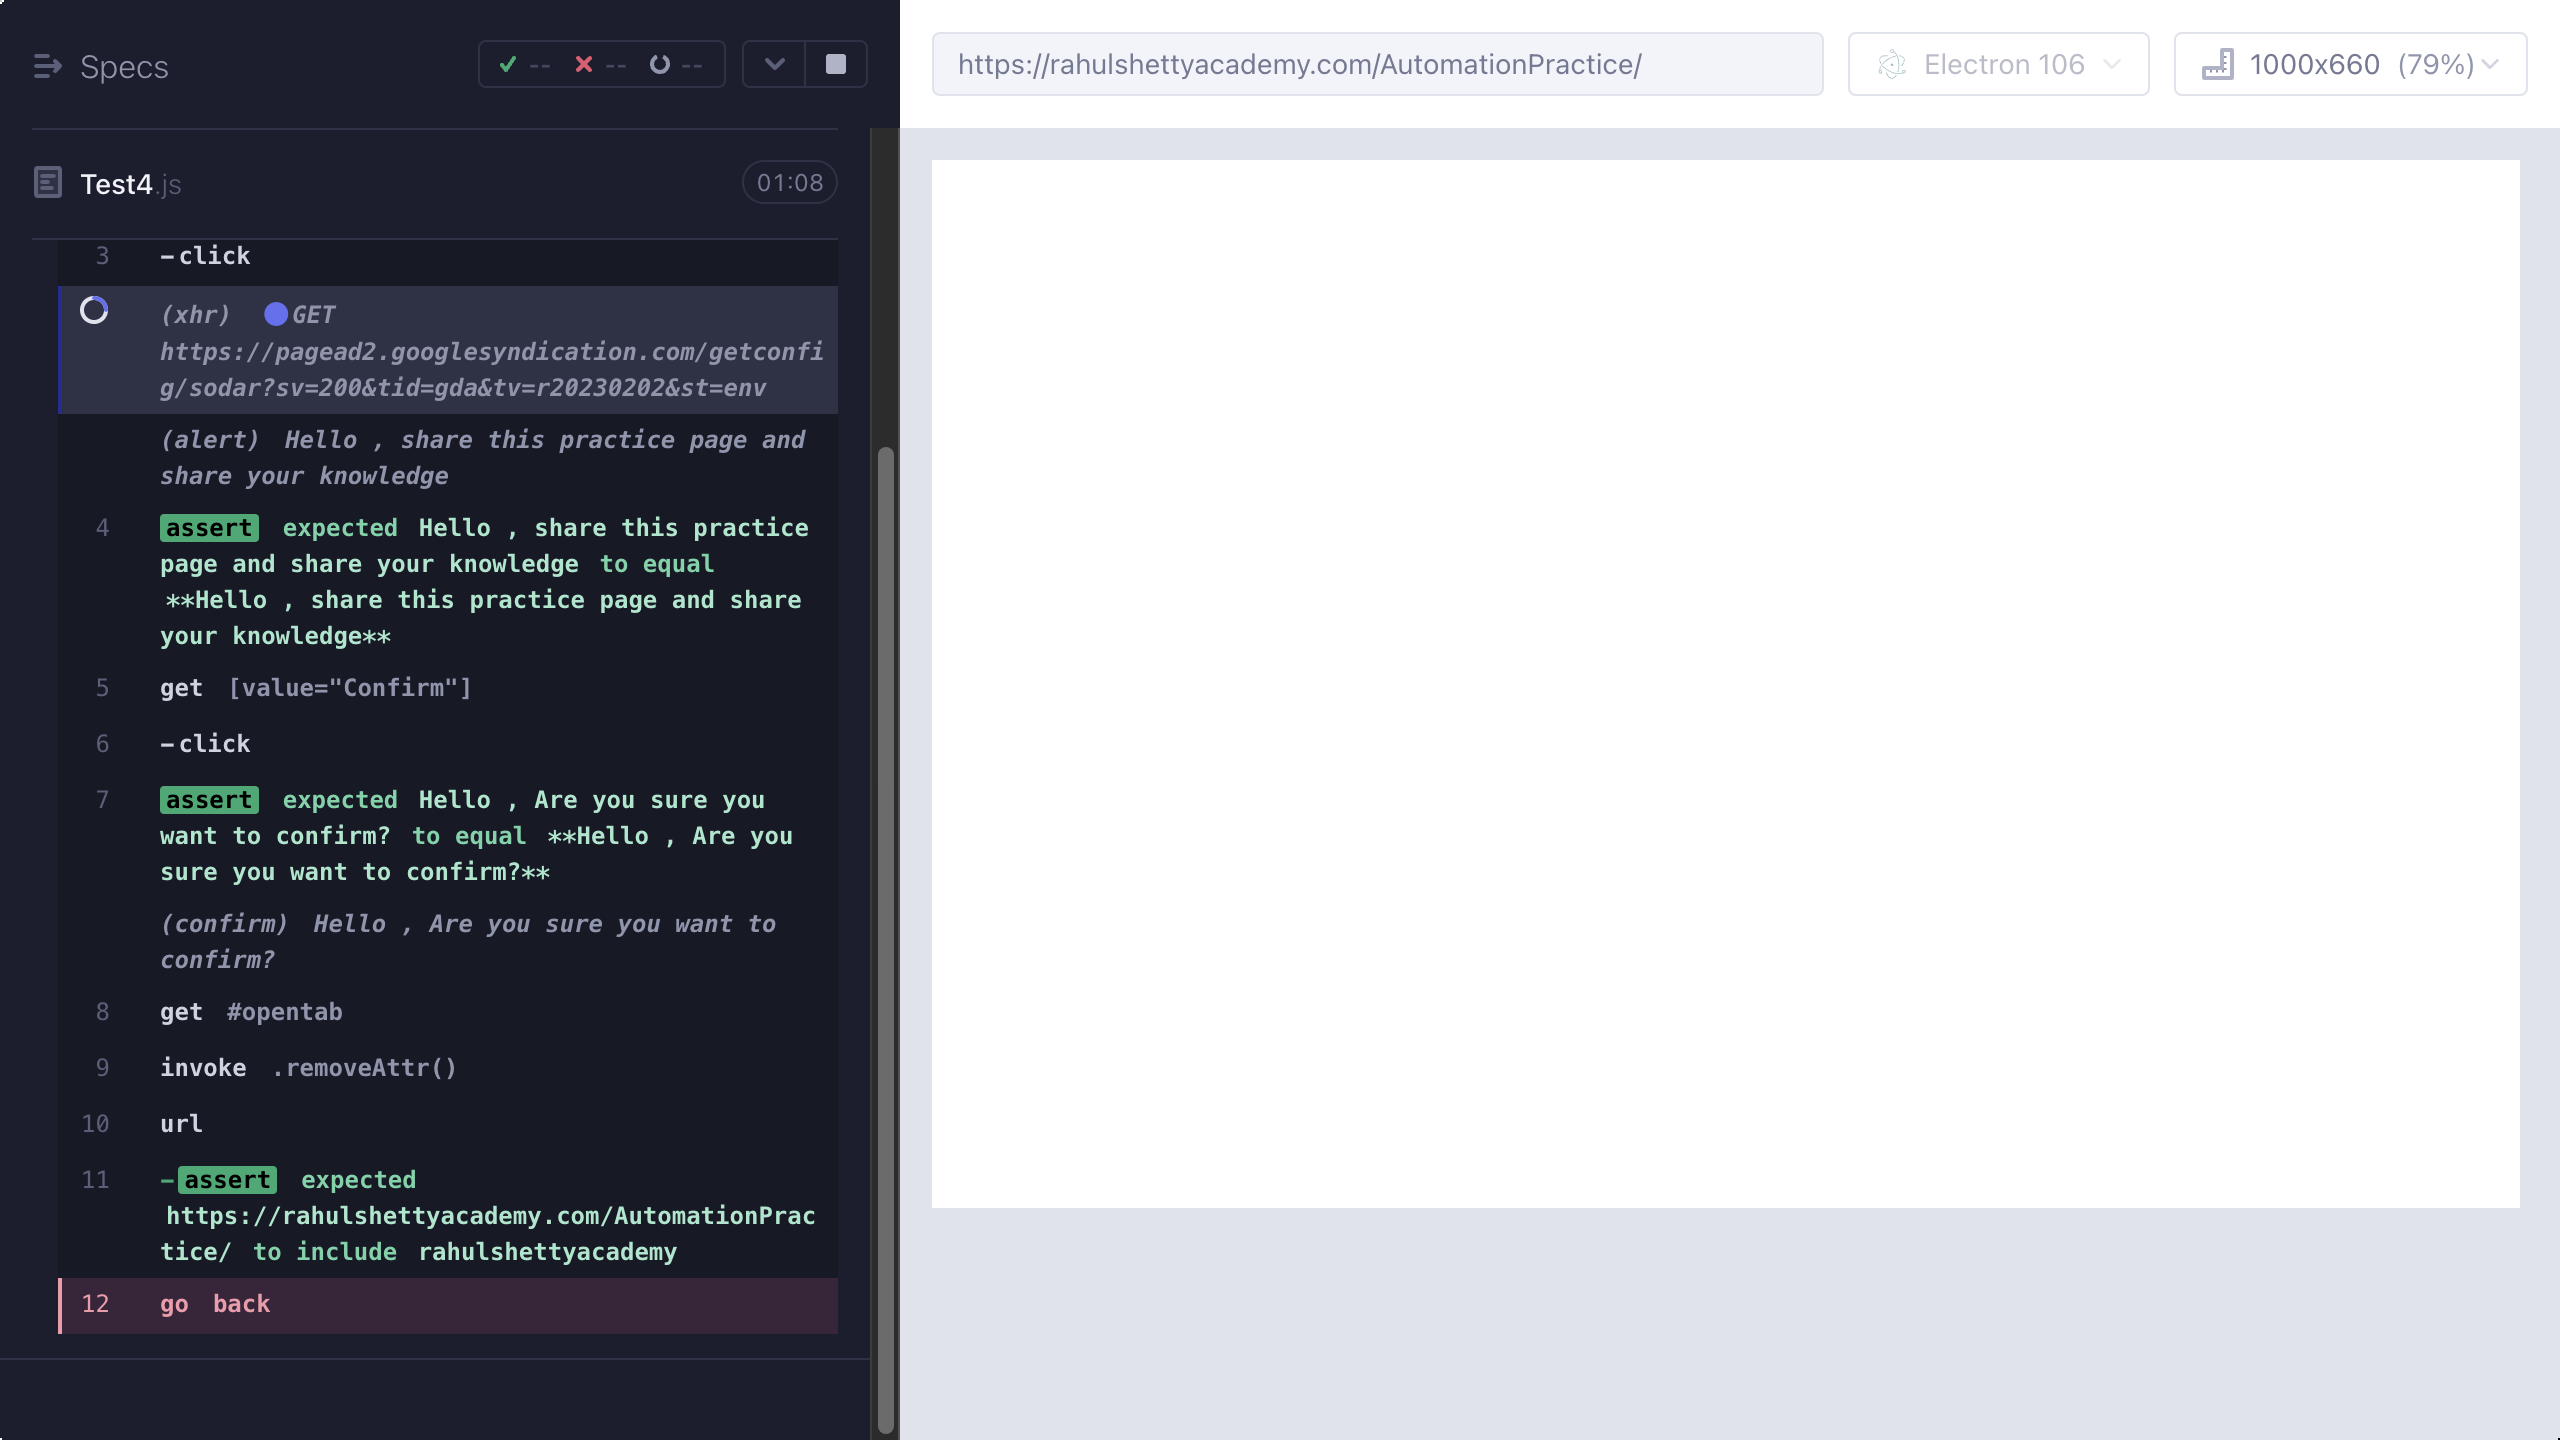 Specs
-- -- --
https://rahulshettyacademy.com/AutomationPractice/
Electron 106
1000x660 (79%)
Test4.js
01:08
3 -click
(xhr) GET
https://pagead2.googlesyndication.com/getconfi
g/sodar?sv=200&tid=gda&tv=r20230202&st=env
(alert) Hello , share this practice page and
share your knowledge
4 assert expected Hello , share this practice
page and share your knowledge to equal
**Hello , share this practice page and share
your knowledge**
5 get [value="Confirm"]
6 -click
7 assert expected Hello , Are you sure you
want to confirm? to equal **Hello , Are you
sure you want to confirm?**
(confirm) Hello , Are you sure you want to
confirm?
8 get #opentab
9 invoke .removeAttr()
10 url
11 -assert expected
https://rahulshettyacademy.com/AutomationPrac
tice/ to include rahulshettyacademy
12 go back